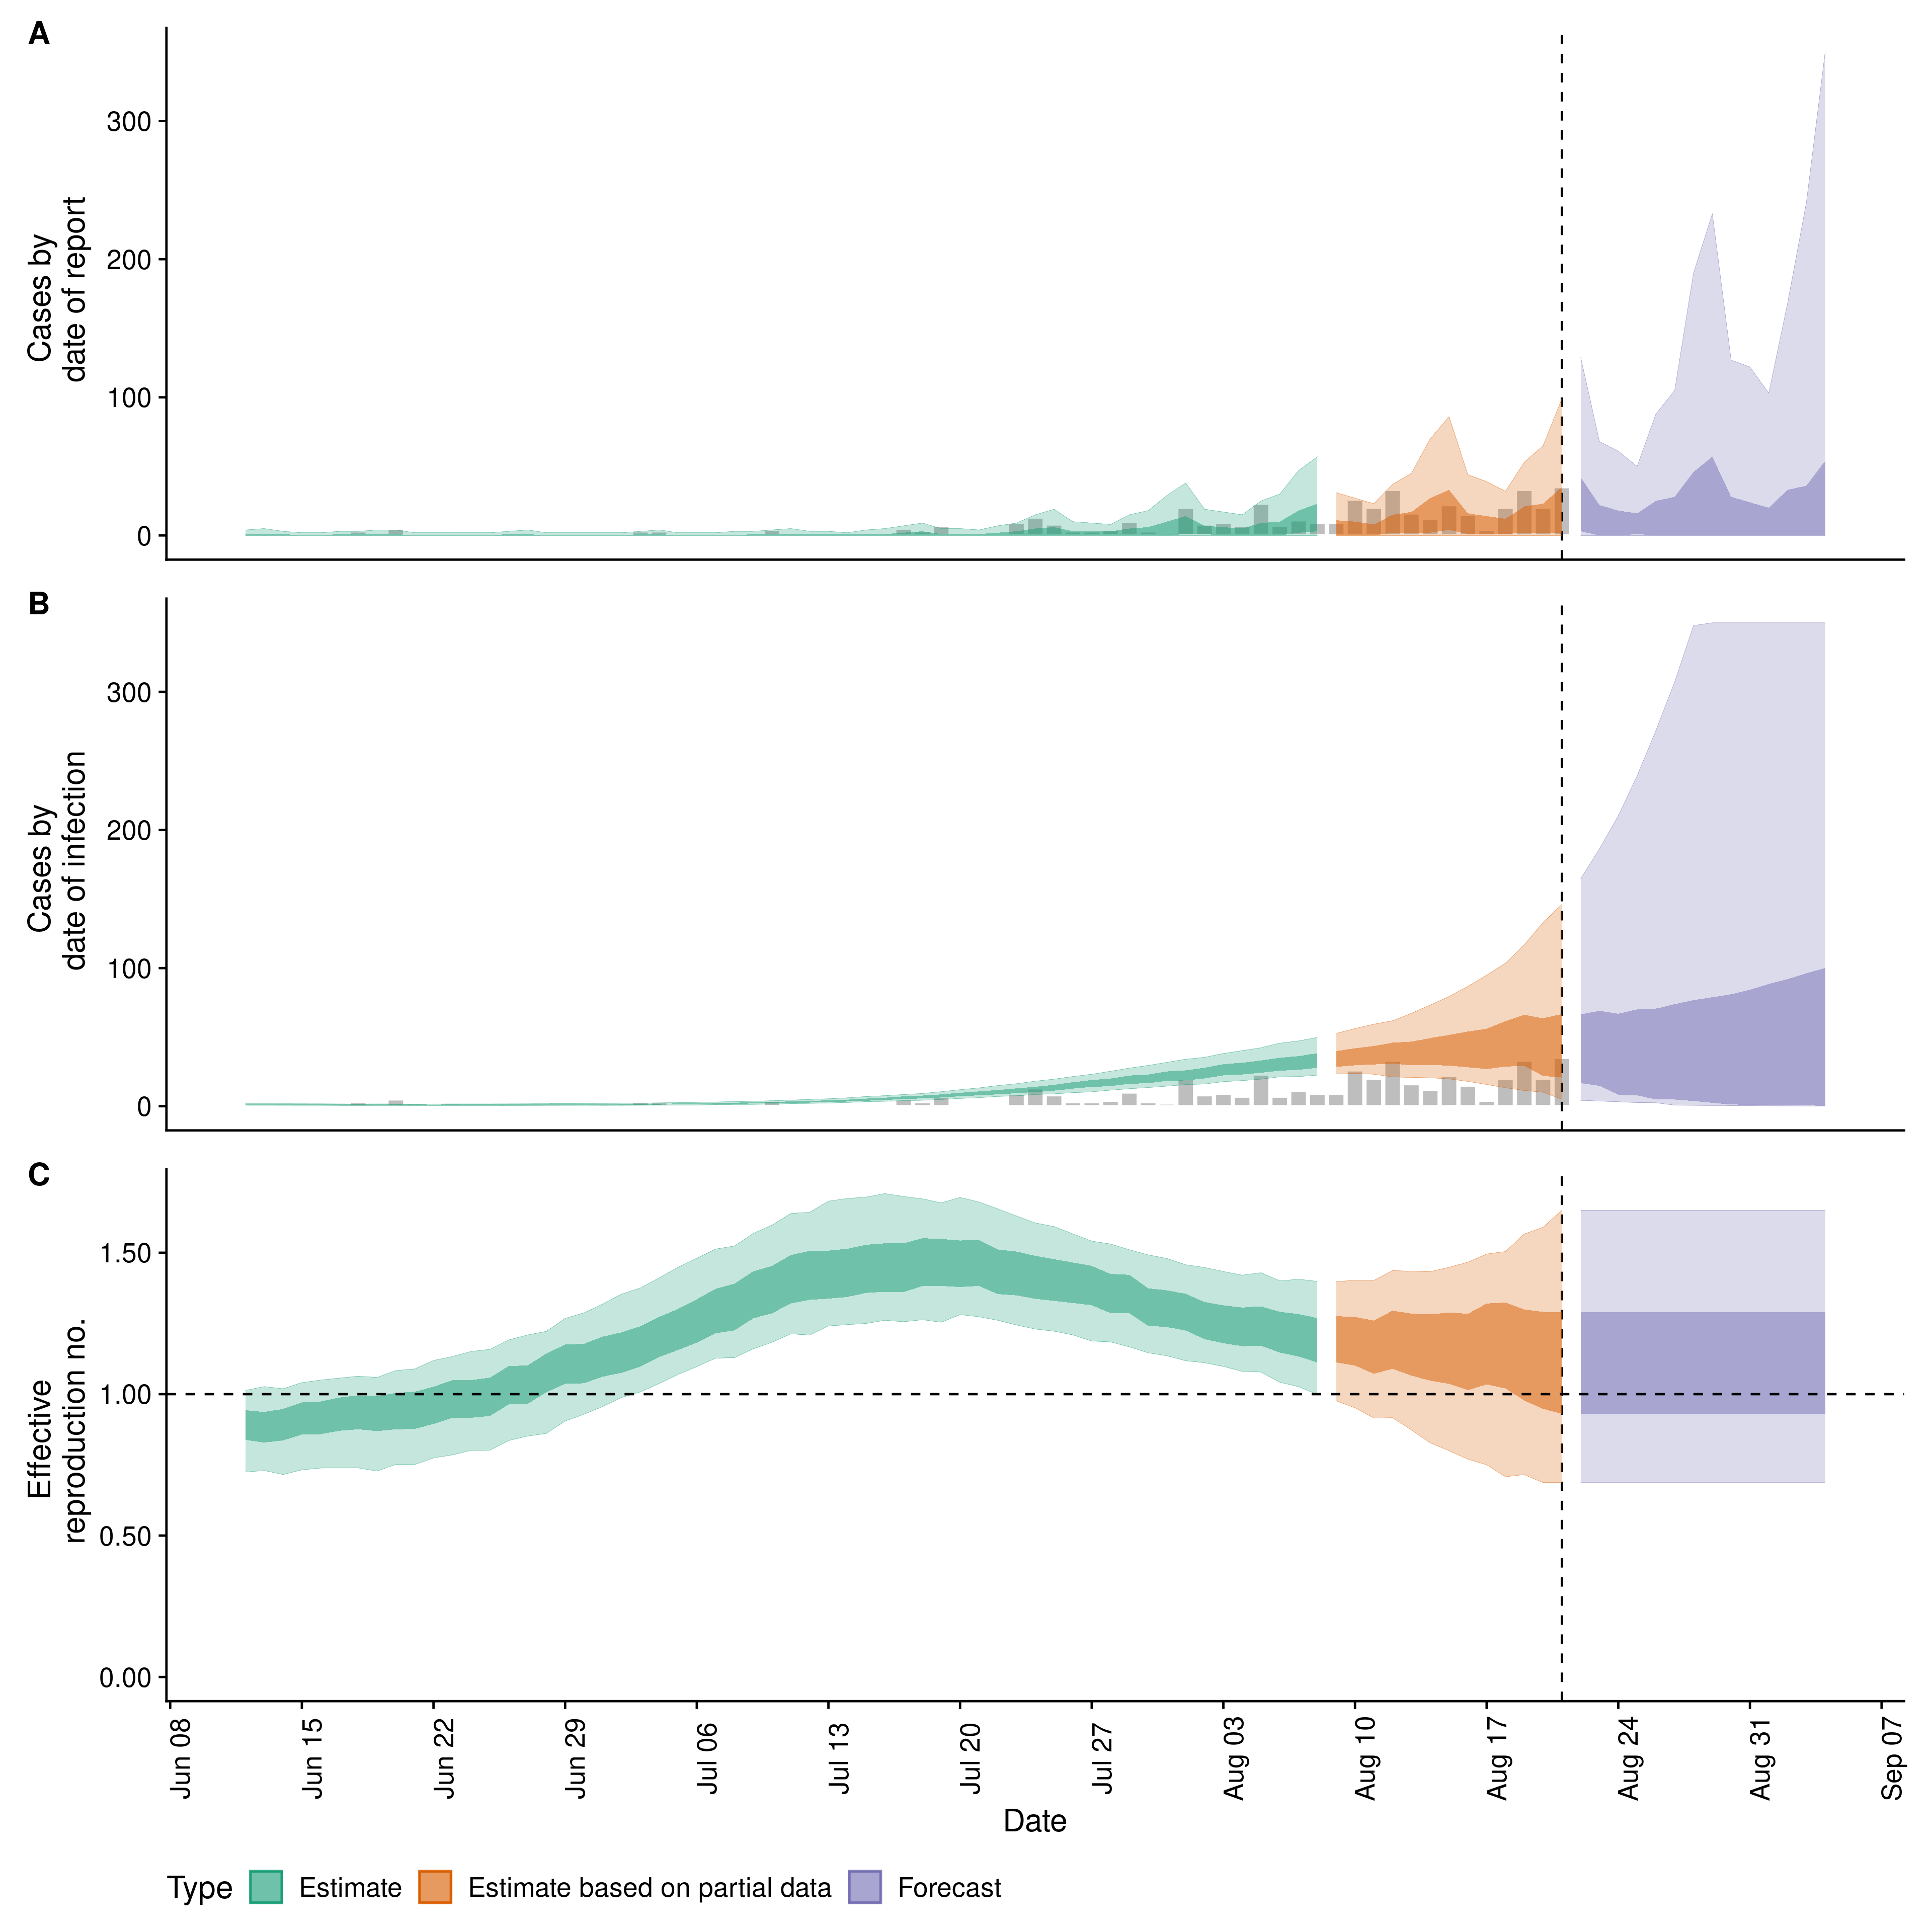 A
Cases by
date of report
300
200
100
0
B
Cases by
date of infection
300
200
100
0
C
Effective
reproduction no.
1.50
1.00
0.50
0.00
Jun 08
Jun 15
Jun 22
Jun 29
Jul 06
Jul 13
Jul 20
Jul 27
Aug 03
Aug 10
Aug 17
Aug 24
Aug 31
Sep 07
Date
Type Estimate Estimate based on partial data Forecast